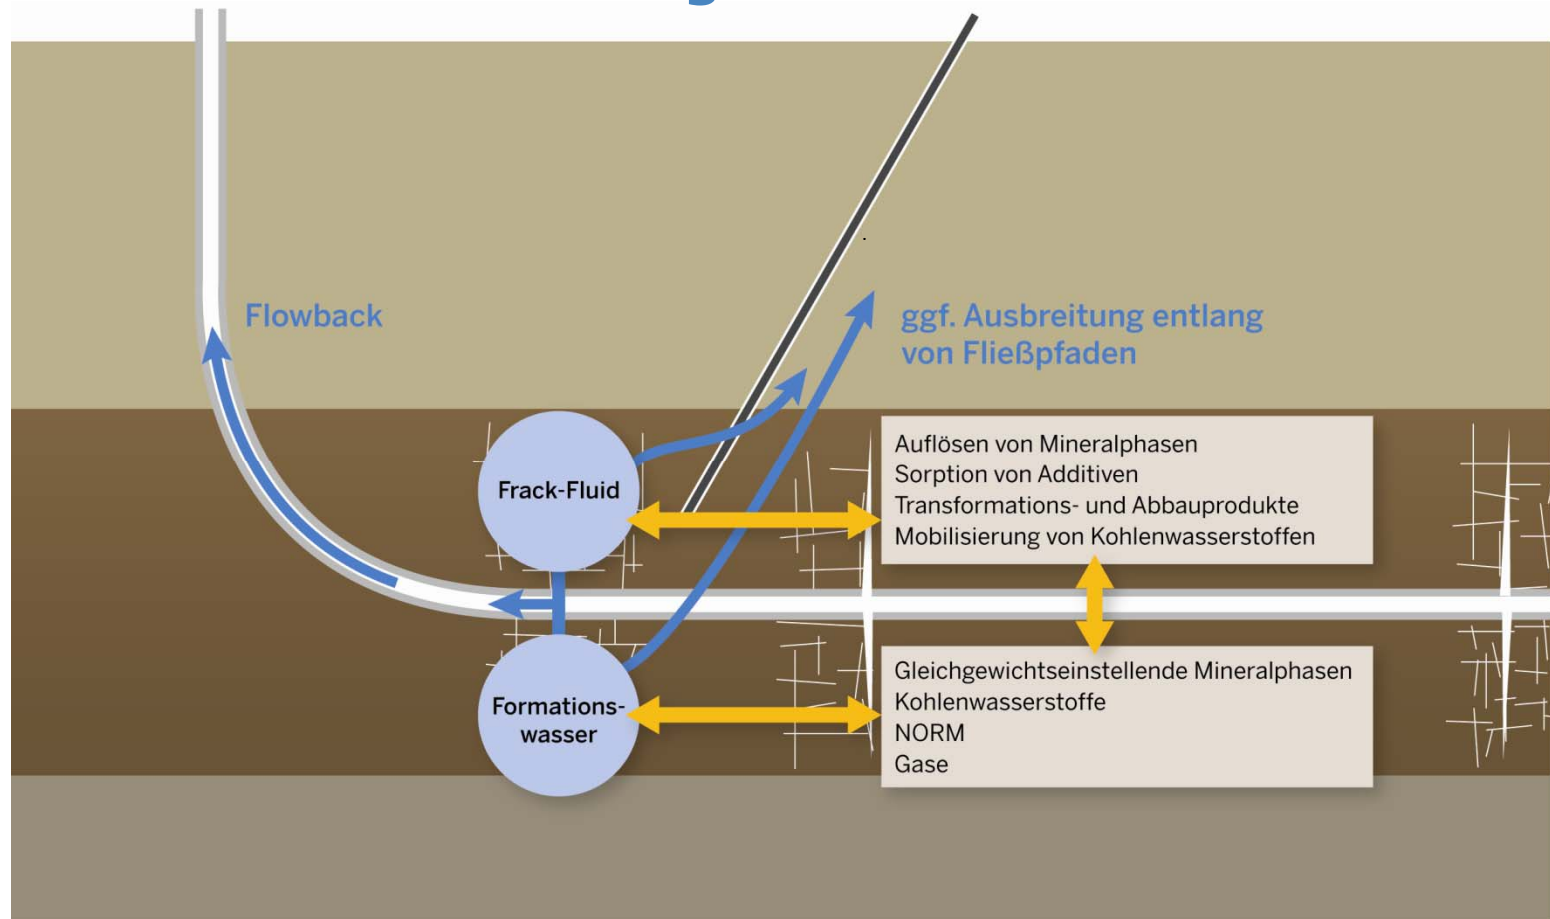 Flowback
ggf. Ausbreitung entlang
von Fließpfaden
Frack-Fluid
Auflösen von Mineralphasen
Sorption von Additiven
Transformations- und Abbauprodukte
Mobilisierung von Kohlenwasserstoffen
Formations-
wasser
Gleichgewichtseinstellende Mineralphasen
Kohlenwasserstoffe
NORM
Gase